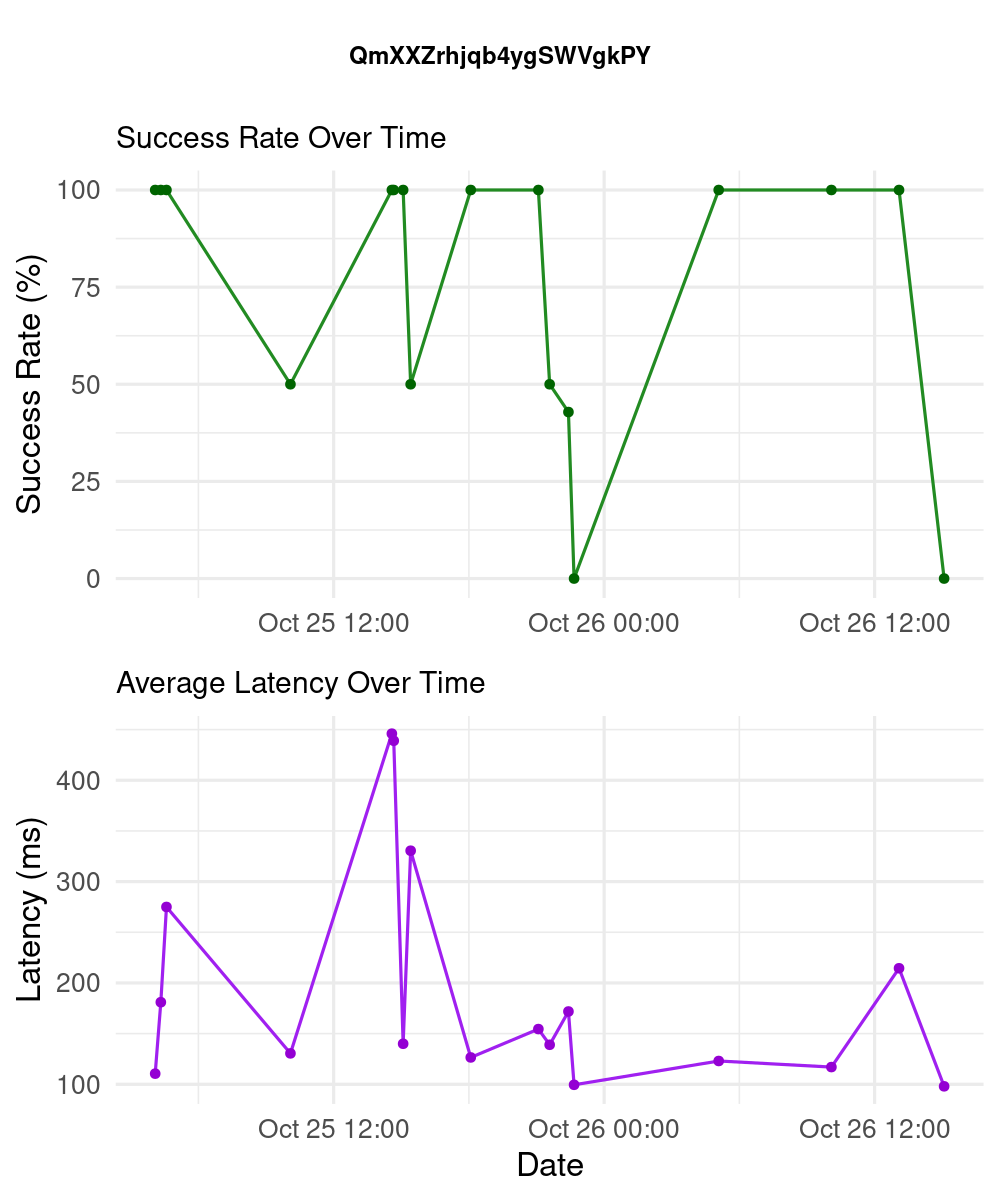 QmXXZrhjqb4ygSWVgkPY
Success Rate Over Time
Success Rate (%)
100
75
50
25
0
Oct 25 12:00 Oct 26 00:00 Oct 26 12:00
Average Latency Over Time
Latency (ms)
400
300
200
100
Oct 25 12:00 Oct 26 00:00 Oct 26 12:00
Date